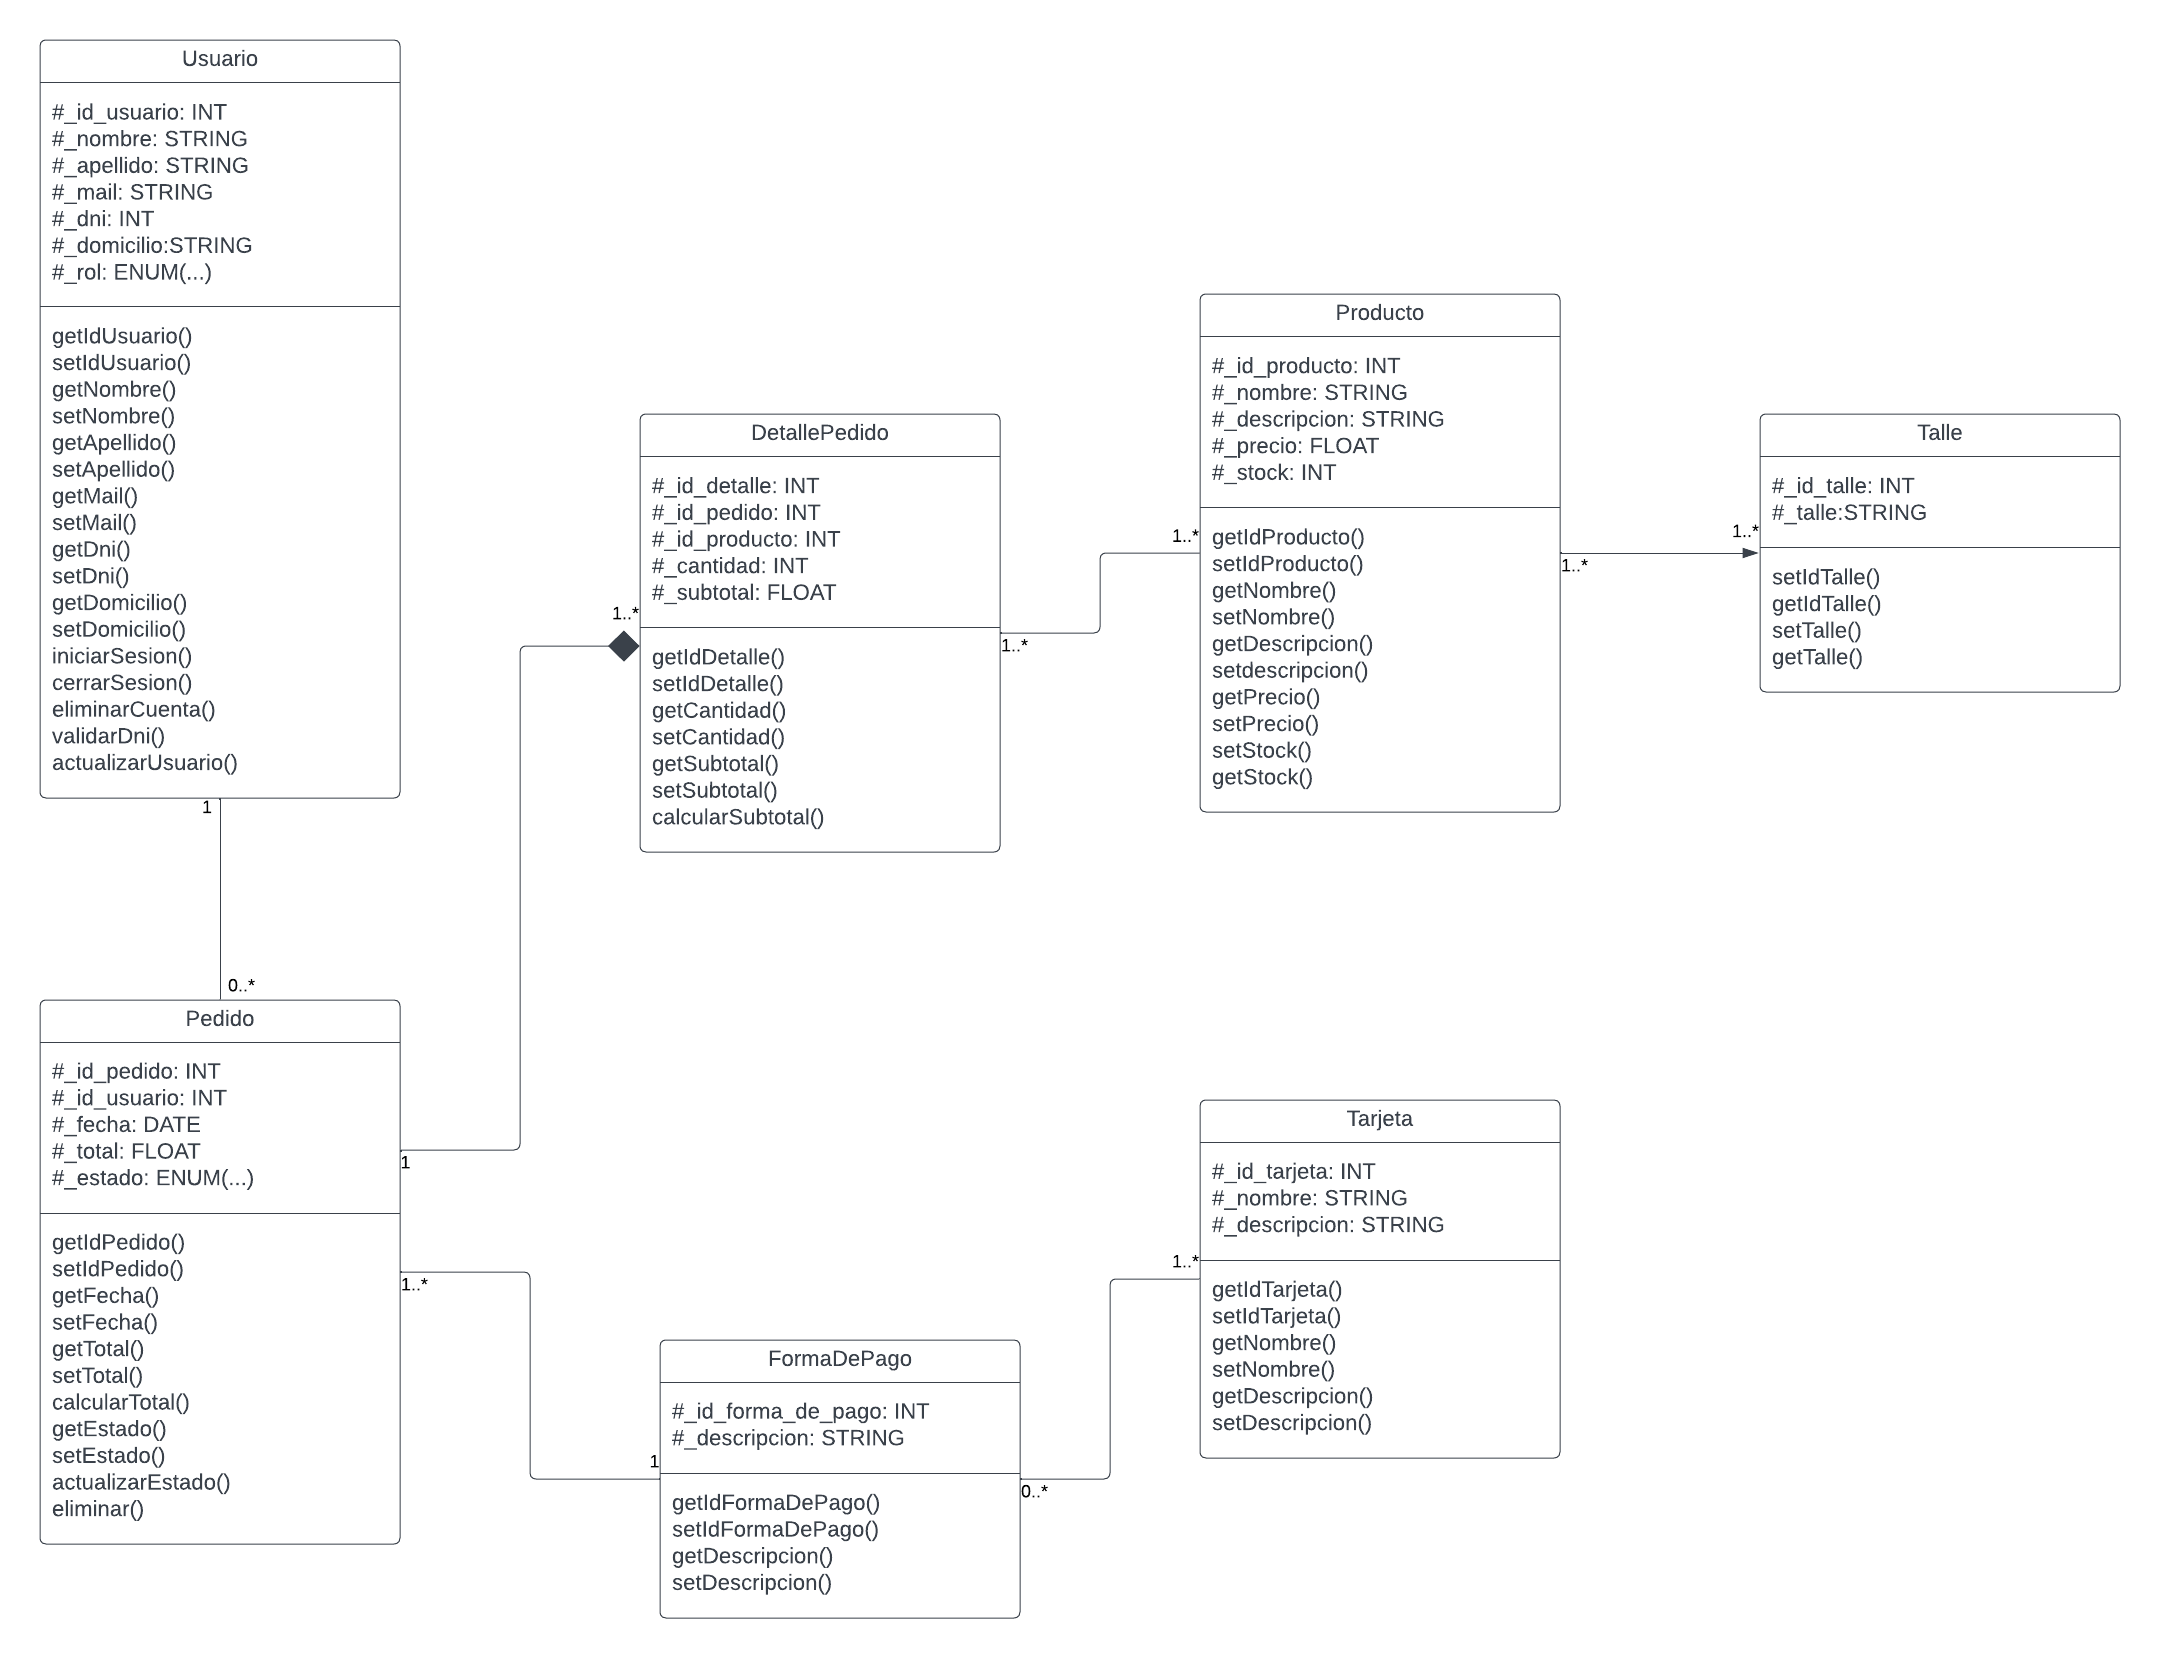 Usuario
#_id_usuario: INT
#_nombre: STRING
#_apellido: STRING
#_mail: STRING
#_dni: INT
#_domicilio:STRING
#_rol: ENUM(...)
getIdUsuario()
setIdUsuario()
getNombre()
setNombre()
getApellido()
setApellido()
getMail()
setMail()
getDni()
setDni()
getDomicilio()
setDomicilio()
iniciarSesion()
cerrarSesion()
eliminarCuenta()
validarDni()
actualizarUsuario()
1
0..*
Pedido
#_id_pedido: INT
#_id_usuario: INT
#_fecha: DATE
#_total: FLOAT
#_estado: ENUM(...)
getIdPedido()
setIdPedido()
getFecha()
setFecha()
getTotal()
setTotal()
calcularTotal()
getEstado()
setEstado()
actualizarEstado()
eliminar()
1
1..*
1..*
DetallePedido
#_id_detalle: INT
#_id_pedido: INT
#_id_producto: INT
#_cantidad: INT
#_subtotal: FLOAT
getIdDetalle()
setIdDetalle()
getCantidad()
setCantidad()
getSubtotal()
setSubtotal()
calcularSubtotal()
1..*
1..*
Producto
#_id_producto: INT
#_nombre: STRING
#_descripcion: STRING
#_precio: FLOAT
#_stock: INT
getIdProducto()
setIdProducto()
getNombre()
setNombre()
getDescripcion()
setdescripcion()
getPrecio()
setPrecio()
setStock()
getStock()
1..*
1..*
Talle
#_id_talle: INT
#_talle:STRING
setIdTalle()
getIdTalle()
setTalle()
getTalle()
1
FormaDePago
#_id_forma_de_pago: INT
#_descripcion: STRING
getIdFormaDePago()
setIdFormaDePago()
getDescripcion()
setDescripcion()
0..*
1..*
Tarjeta
#_id_tarjeta: INT
#_nombre: STRING
#_descripcion: STRING
getIdTarjeta()
setIdTarjeta()
getNombre()
setNombre()
getDescripcion()
setDescripcion()